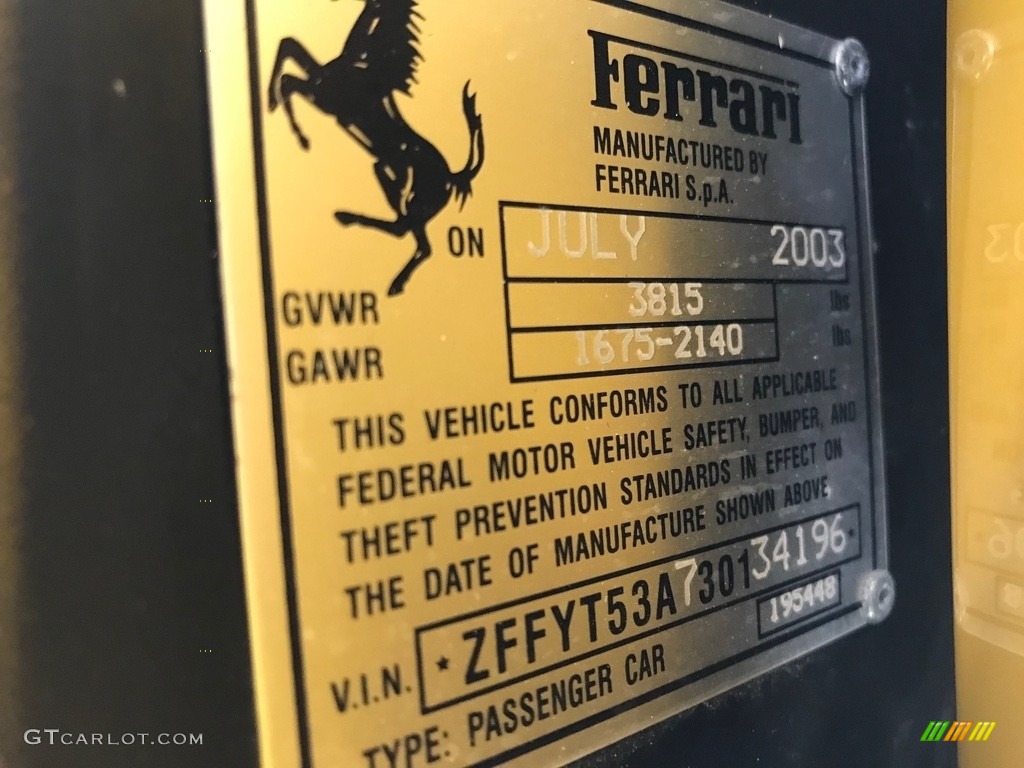 Ferrari
MANUFACTURED BY
FERRARI S.p.A.
ON JULY 2003
GVWR 3815 lbs
GAWR 1675-2140 lbs
THIS VEHICLE CONFORMS TO ALL APPLICABLE
FEDERAL MOTOR VEHICLE SAFETY, BUMPER, AND
THEFT PREVENTION STANDARDS IN EFFECT ON
THE DATE OF MANUFACTURE SHOWN ABOVE
V.I.N. ★ ZFFYT53A730134196
195448
TYPE: PASSENGER CAR
GTCARLOT.COM